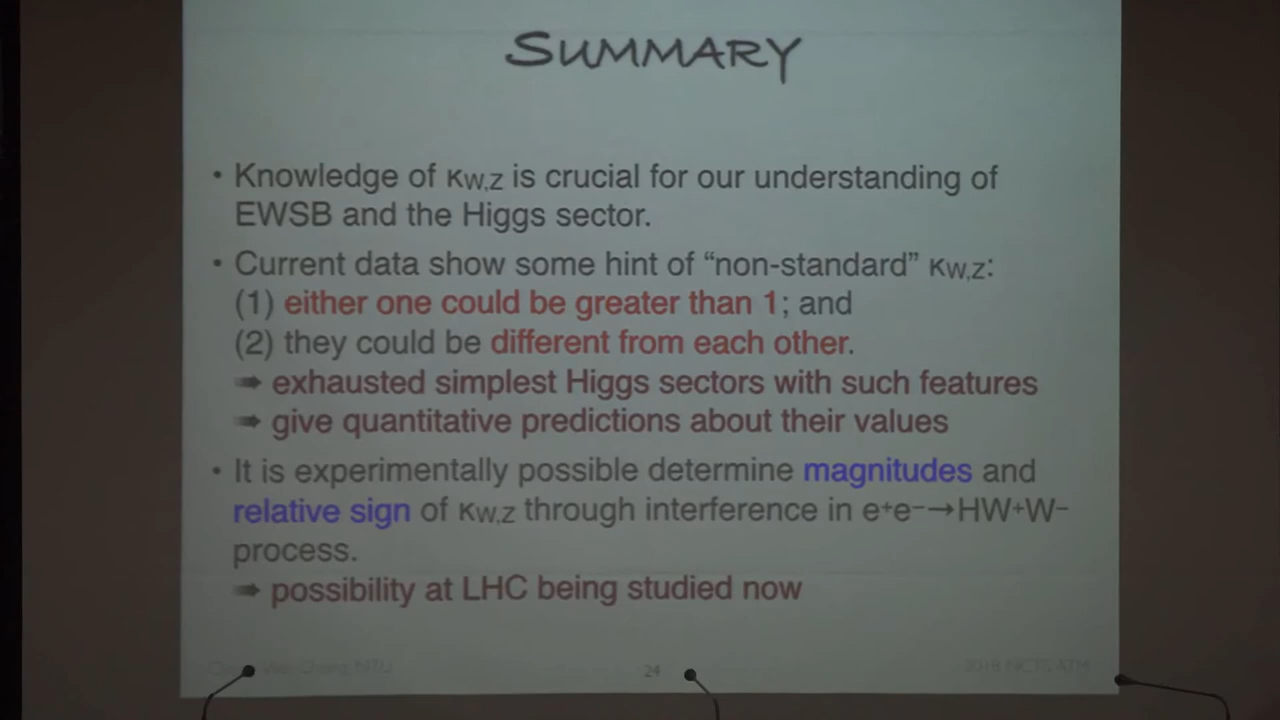 SUMMARY
• Knowledge of κW,Z is crucial for our understanding of
EWSB and the Higgs sector.
• Current data show some hint of “non-standard” κW,Z:
(1) either one could be greater than 1; and
(2) they could be different from each other.
➡ exhausted simplest Higgs sectors with such features
➡ give quantitative predictions about their values
• It is experimentally possible determine magnitudes and
relative sign of κW,Z through interference in e+e−→HW+W−
process.
➡ possibility at LHC being studied now
24